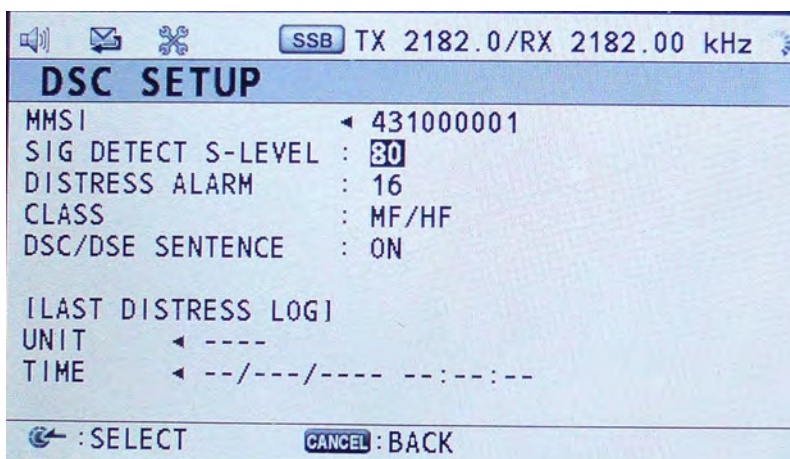 SSB TX 2182.0/RX 2182.00 kHz
DSC SETUP
MMSI ◄ 431000001
SIG DETECT S-LEVEL : 80
DISTRESS ALARM : 16
CLASS : MF/HF
DSC/DSE SENTENCE : ON
[LAST DISTRESS LOG]
UNIT ◄ ----
TIME ◄ --/---/---- --:--:--
:SELECT CANCEL:BACK